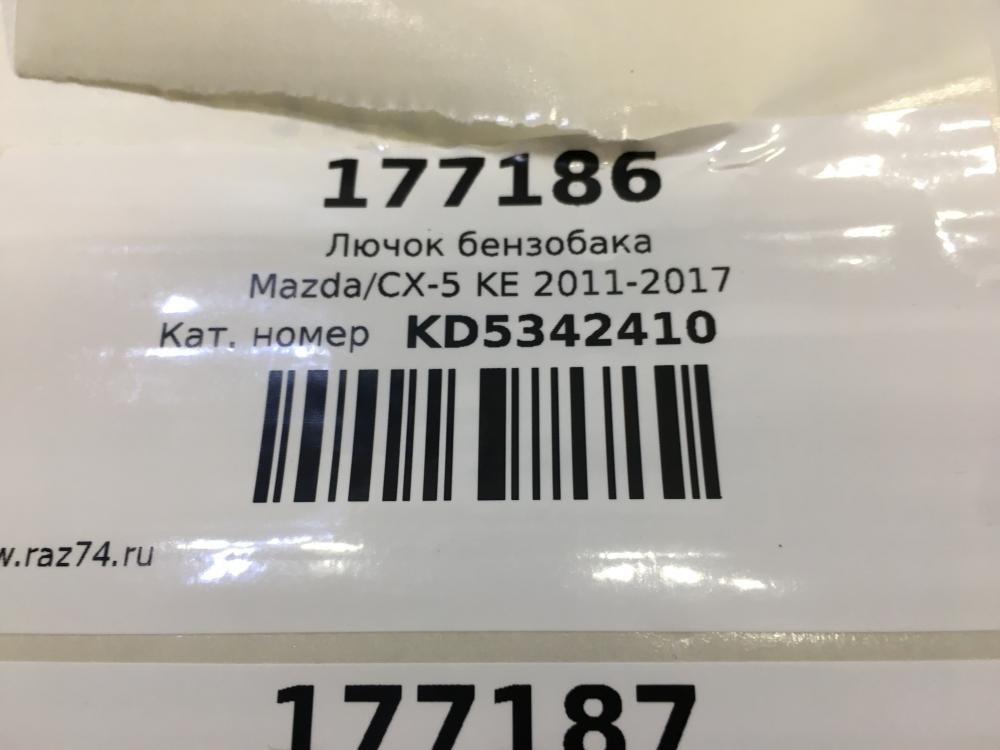 177186
Лючок бензобака
Mazda/CX-5 KE 2011-2017
Кат. номер KD5342410
w.raz74.ru
177187